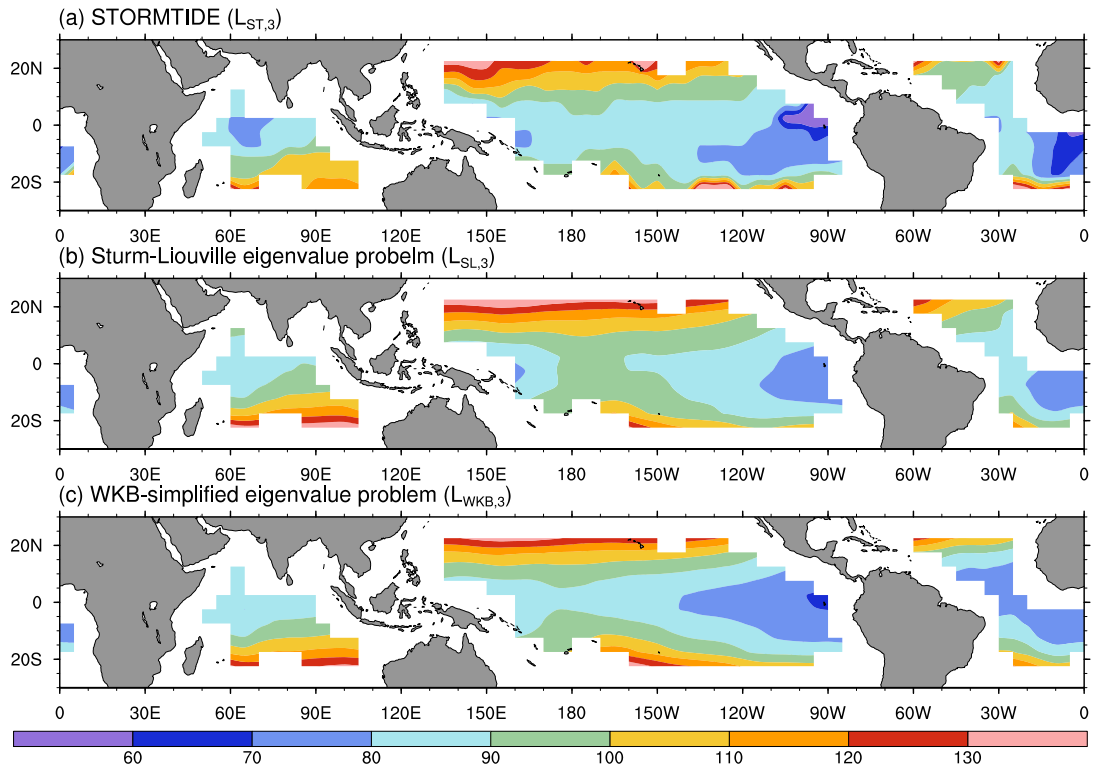 (a) STORMTIDE (L_ST,3)
20N
0
20S
0 30E 60E 90E 120E 150E 180 150W 120W 90W 60W 30W 0
(b) Sturm-Liouville eigenvalue probelm (L_SL,3)
20N
0
20S
0 30E 60E 90E 120E 150E 180 150W 120W 90W 60W 30W 0
(c) WKB-simplified eigenvalue problem (L_WKB,3)
20N
0
20S
0 30E 60E 90E 120E 150E 180 150W 120W 90W 60W 30W 0
60 70 80 90 100 110 120 130